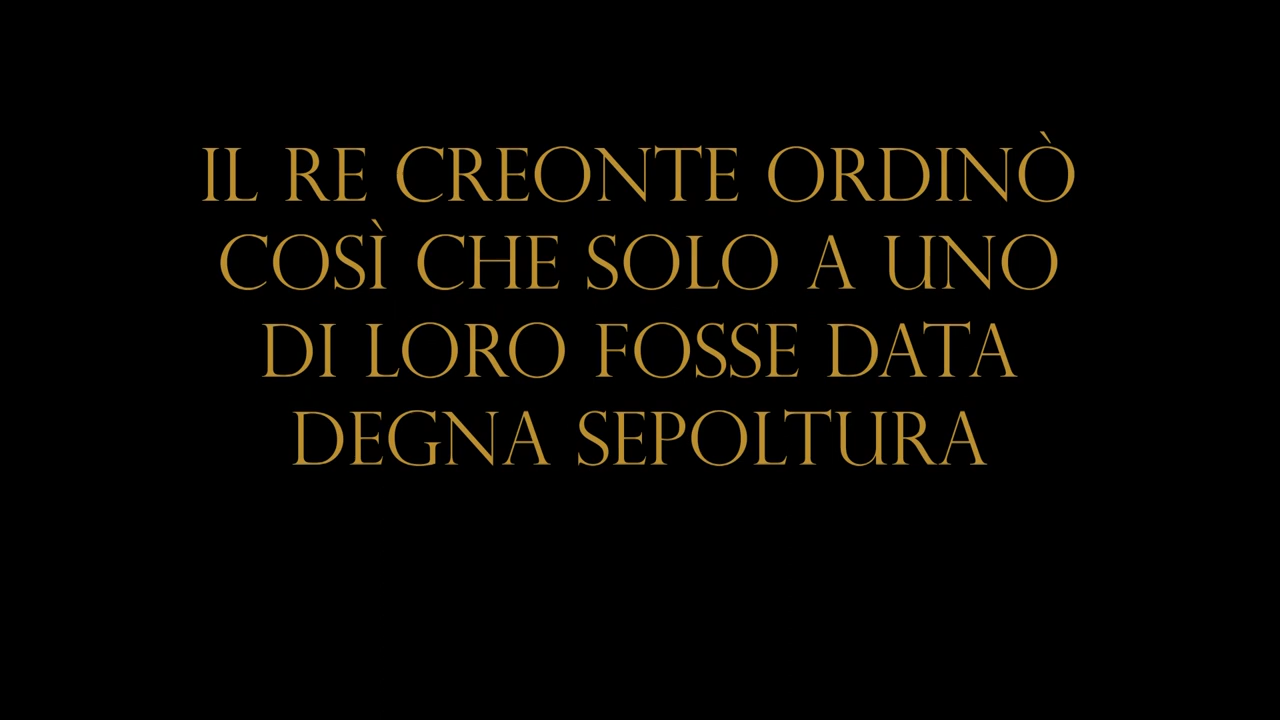 IL RE CREONTE ORDINÒ
COSÌ CHE SOLO A UNO
DI LORO FOSSE DATA
DEGNA SEPOLTURA